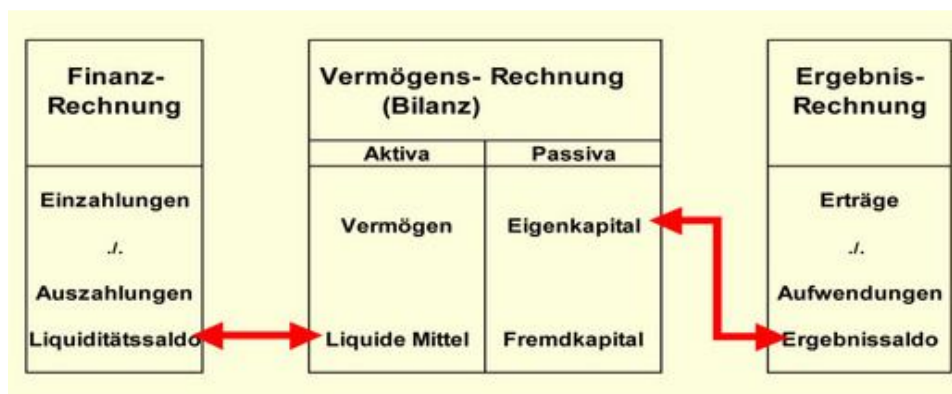 Finanz-
Rechnung
Einzahlungen
./.
Auszahlungen
Liquiditätssaldo
Vermögens- Rechnung
(Bilanz)
Aktiva
Passiva
Vermögen
Eigenkapital
Liquide Mittel
Fremdkapital
Ergebnis-
Rechnung
Erträge
./.
Aufwendungen
Ergebnissaldo